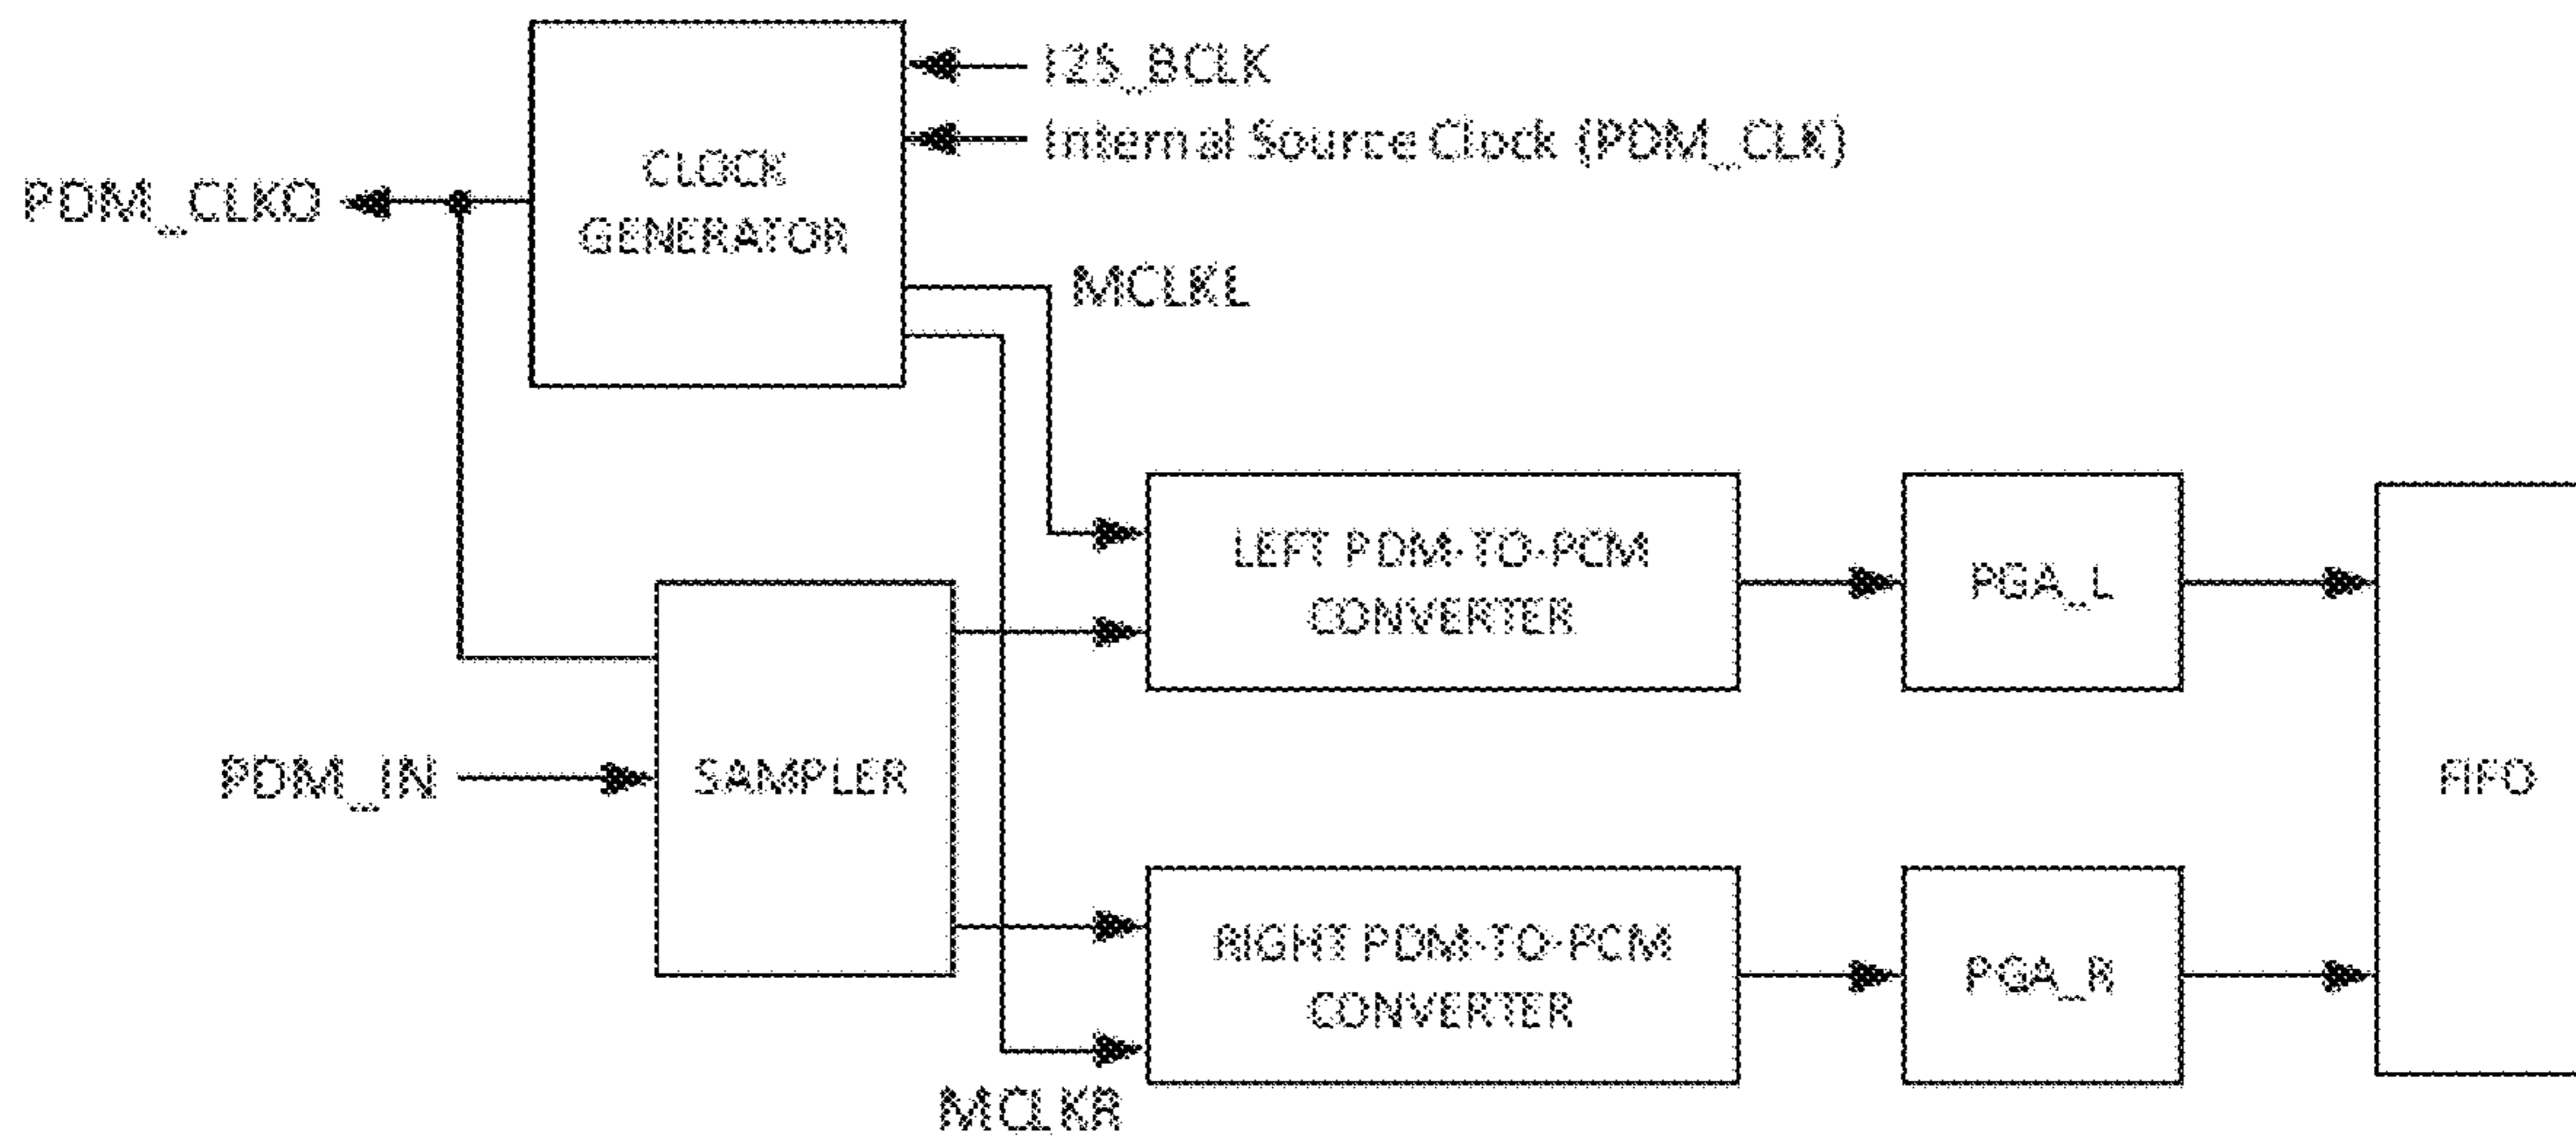 I2S_BCLK
Internal Source Clock (PDM_CLK)
CLOCK
GENERATOR
PDM_CLKO
MCLKL
LEFT PDM-TO-PCM
CONVERTER
PGA_L
PDM_IN
SAMPLER
FIFO
RIGHT PDM-TO-PCM
CONVERTER
PGA_R
MCLKR